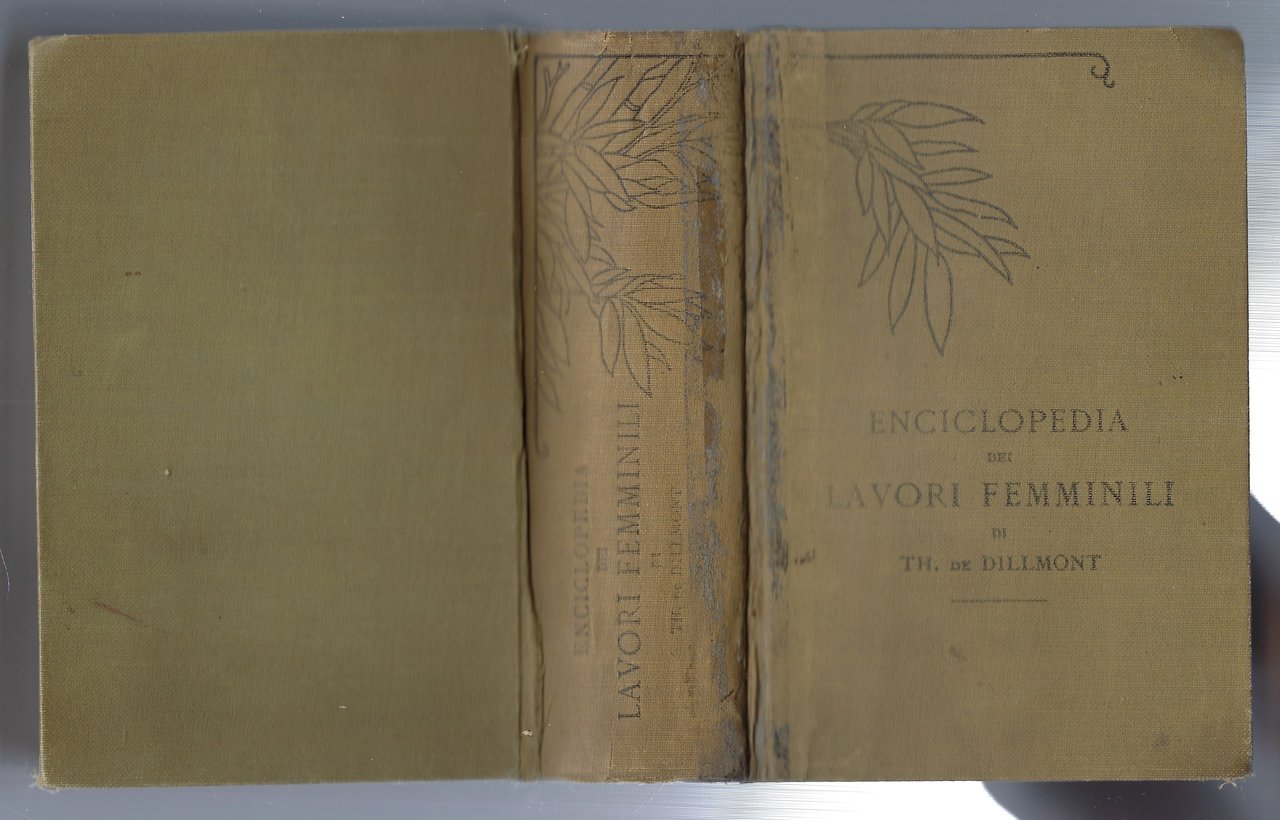 ENCICLOPEDIA
DEI
LAVORI FEMMINILI
DI
TH. DE DILLMONT
ENCICLOPEDIA
DEI
LAVORI FEMMINILI
DI
TH. DE DILLMONT